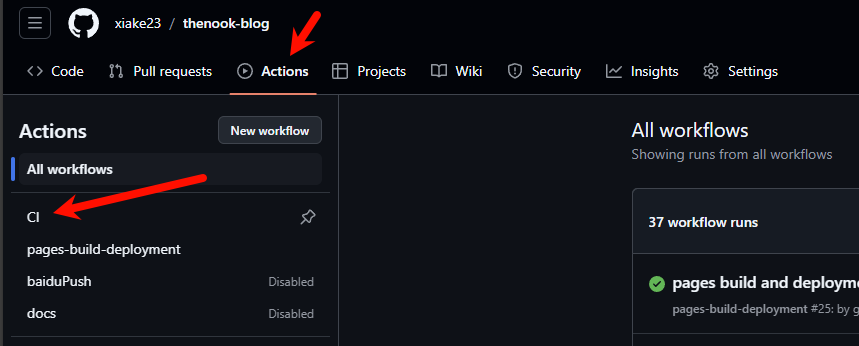 xiake23 / thenook-blog
Code Pull requests Actions Projects Wiki Security Insights Settings
Actions New workflow
All workflows
CI
pages-build-deployment
baiduPush Disabled
docs Disabled
All workflows
Showing runs from all workflows
37 workflow runs
pages build and deployme
pages-build-deployment #25: by g